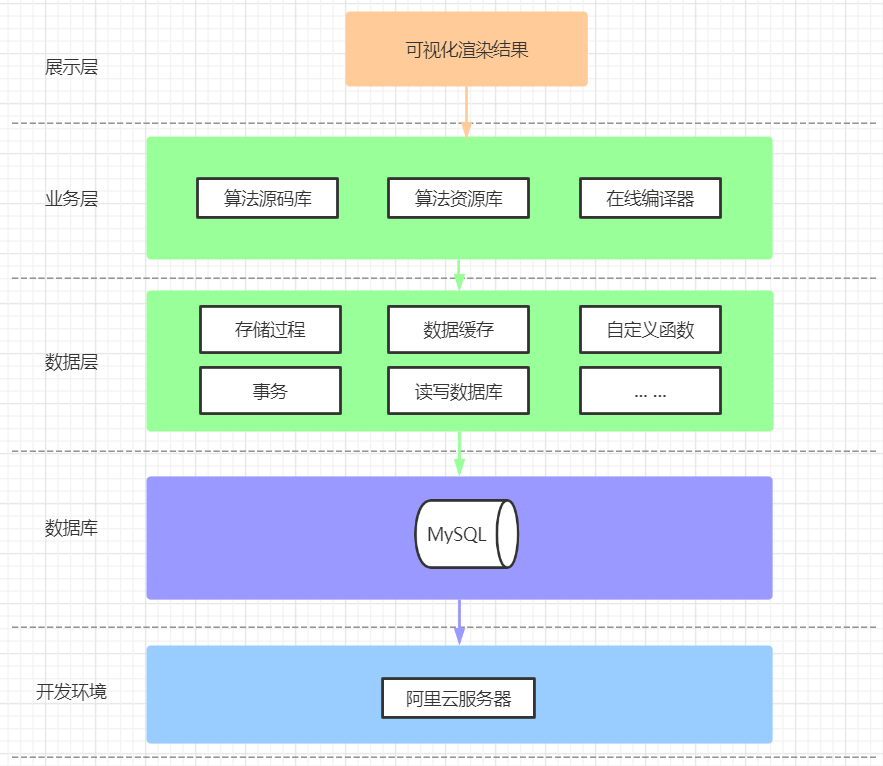 可视化渲染结果
展示层
业务层
算法源码库
算法资源库
在线编译器
存储过程
数据缓存
自定义函数
数据层
事务
读写数据库
... ...
数据库
MySQL
开发环境
阿里云服务器